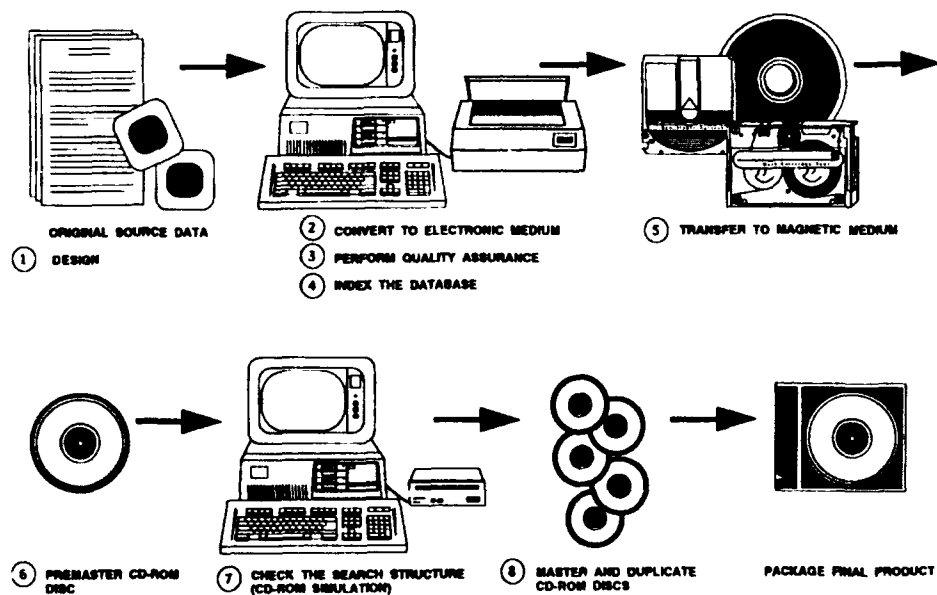 ORIGINAL SOURCE DATA
1 DESIGN
2 CONVERT TO ELECTRONIC MEDIUM
3 PERFORM QUALITY ASSURANCE
4 INDEX THE DATABASE
5 TRANSFER TO MAGNETIC MEDIUM
6 PREMASTER CD-ROM
DISC
7 CHECK THE SEARCH STRUCTURE
(CD-ROM SIMULATION)
8 MASTER AND DUPLICATE
CD-ROM DISCS
PACKAGE FINAL PRODUCT